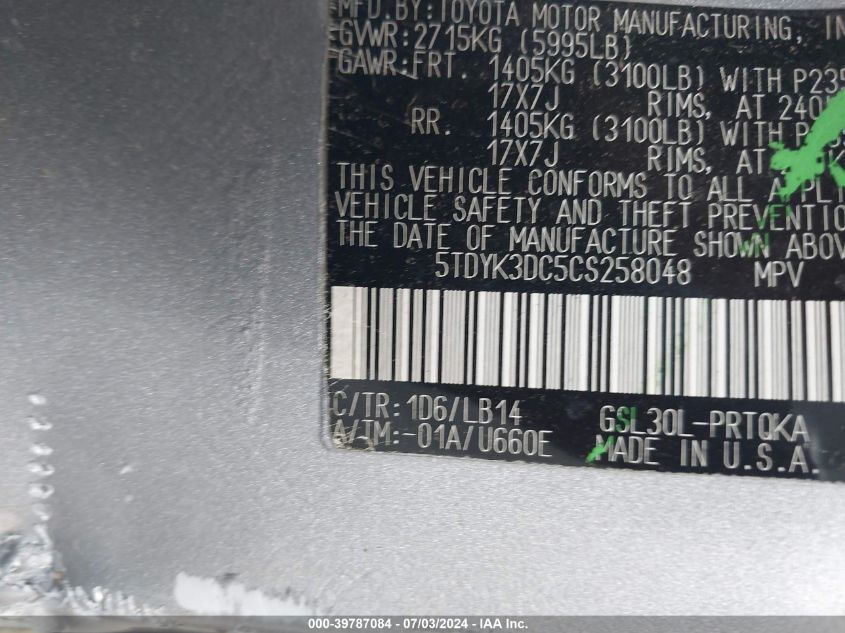 MFD. BY: TOYOTA MOTOR MANUFACTURING,
GVWR: 2715KG (5995LB)
GAWR: FRT. 1405KG (3100LB) WITH P235
17X7J RIMS, AT 240
RR. 1405KG (3100LB) WITH
17X7J RIMS, AT
THIS VEHICLE CONFORMS TO ALL
VEHICLE SAFETY AND THEFT PREVENTIO
THE DATE OF MANUFACTURE SHOWN ABOV
5TDYK3DC5CS258048 MPV
C/TR: 1D6/LB14 GSL30L-PRTQKA
A/TM: -01A/U660E MADE IN U.S.A.
000-39787084 - 07/03/2024 - IAA Inc.